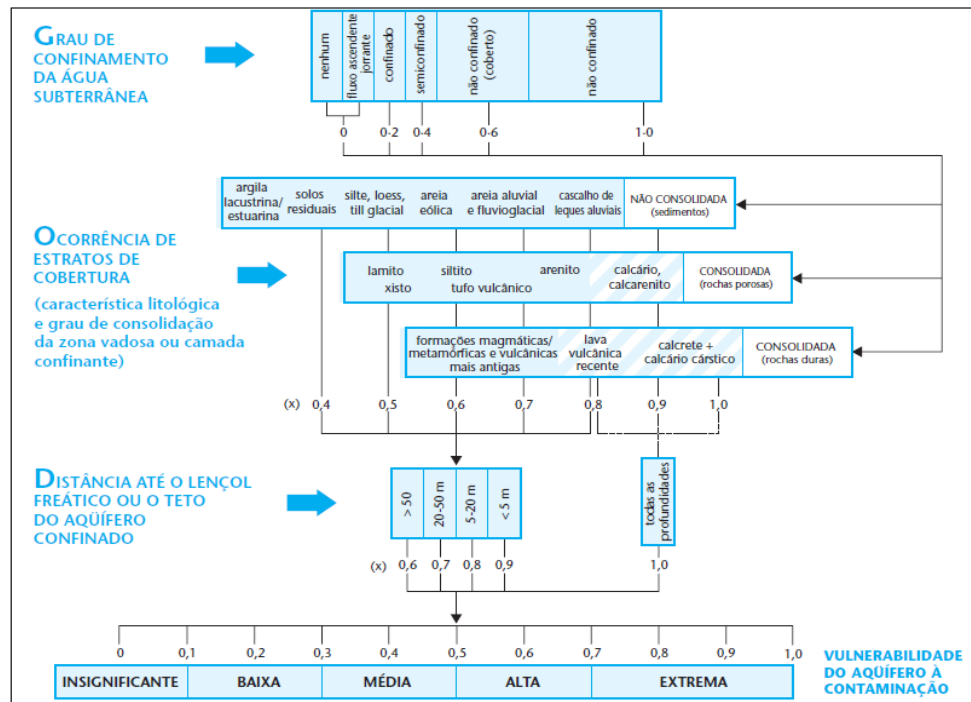 GRAU DE
CONFINAMENTO
DA ÁGUA
SUBTERRÂNEA
nenhum
fluxo ascendente
jorrante
confinado
semiconfinado
não confinado
(coberto)
não confinado
0
0-2
0-4
0-6
1-0
argila
lacustrina/
estuarina
solos
residuais
silte, loess,
till glacial
areia
eólica
areia aluvial
e fluvioglacial
cascalho de
leques aluviais
NÃO CONSOLIDADA
(sedimentos)
OCORRÊNCIA DE
ESTRATOS DE
COBERTURA
(característica litológica
e grau de consolidação
da zona vadosa ou camada
confinante)
lamito
xisto
siltito
tufo vulcânico
arenito
calcário,
calcarenito
CONSOLIDADA
(rochas porosas)
formações magmáticas/
metamórficas e vulcânicas
mais antigas
lava
vulcânica
recente
calcrete +
calcário cárstico
CONSOLIDADA
(rochas duras)
(x) 0,4 0,5 0,6 0,7 0,8 0,9 1,0
DISTÂNCIA ATÉ O LENÇOL
FREÁTICO OU O TETO
DO AQÜÍFERO
CONFINADO
> 50
20-50 m
5-20 m
< 5 m
todas as
profundidades
(x) 0,6 0,7 0,8 0,9 1,0
0 0,1 0,2 0,3 0,4 0,5 0,6 0,7 0,8 0,9 1,0
INSIGNIFICANTE BAIXA MÉDIA ALTA EXTREMA
VULNERABILIDADE
DO AQÜÍFERO À
CONTAMINAÇÃO